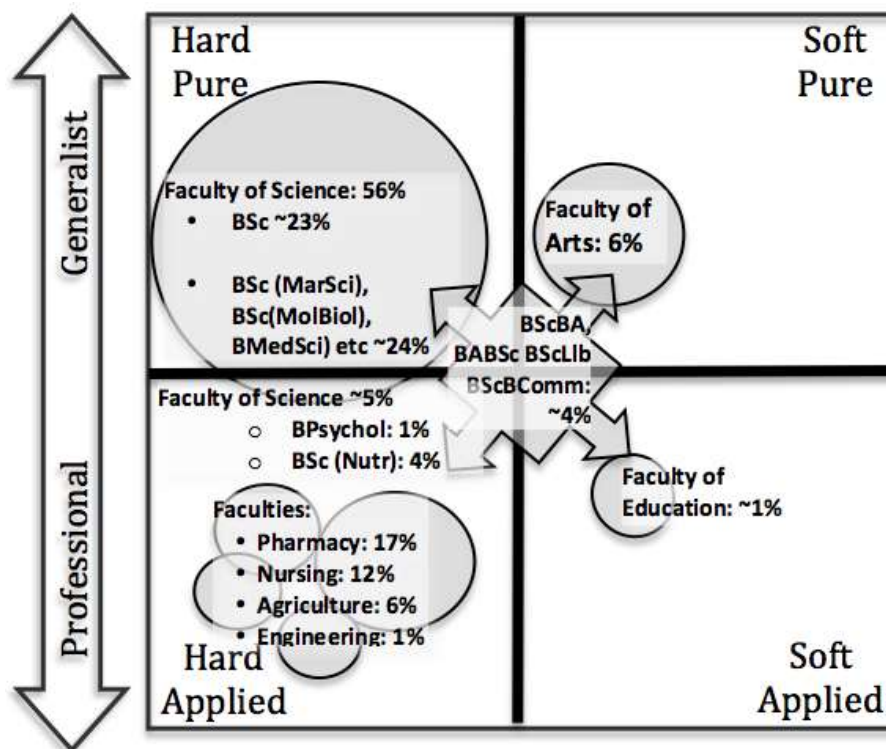 Generalist
Professional
Hard
Pure
Soft
Pure
Faculty of Science: 56%
• BSc ~23%
• BSc (MarSci),
BSc(MolBiol),
BMedSci) etc ~24%
Faculty of
Arts: 6%
BScBA,
BABSc BScLlb
BScBComm:
~4%
Faculty of Science ~5%
o BPsychol: 1%
o BSc (Nutr): 4%
Faculty of
Education: ~1%
Faculties:
• Pharmacy: 17%
• Nursing: 12%
• Agriculture: 6%
• Engineering: 1%
Hard
Applied
Soft
Applied